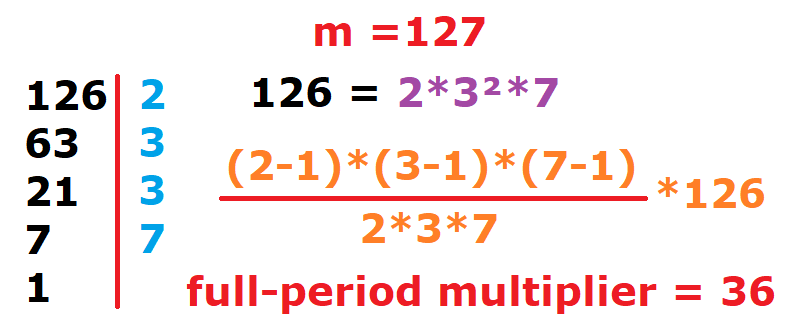 m =127
126 2
63 3
21 3
7 7
1
126 = 2*3²*7
(2-1)*(3-1)*(7-1)
2*3*7
*126
full-period multiplier = 36